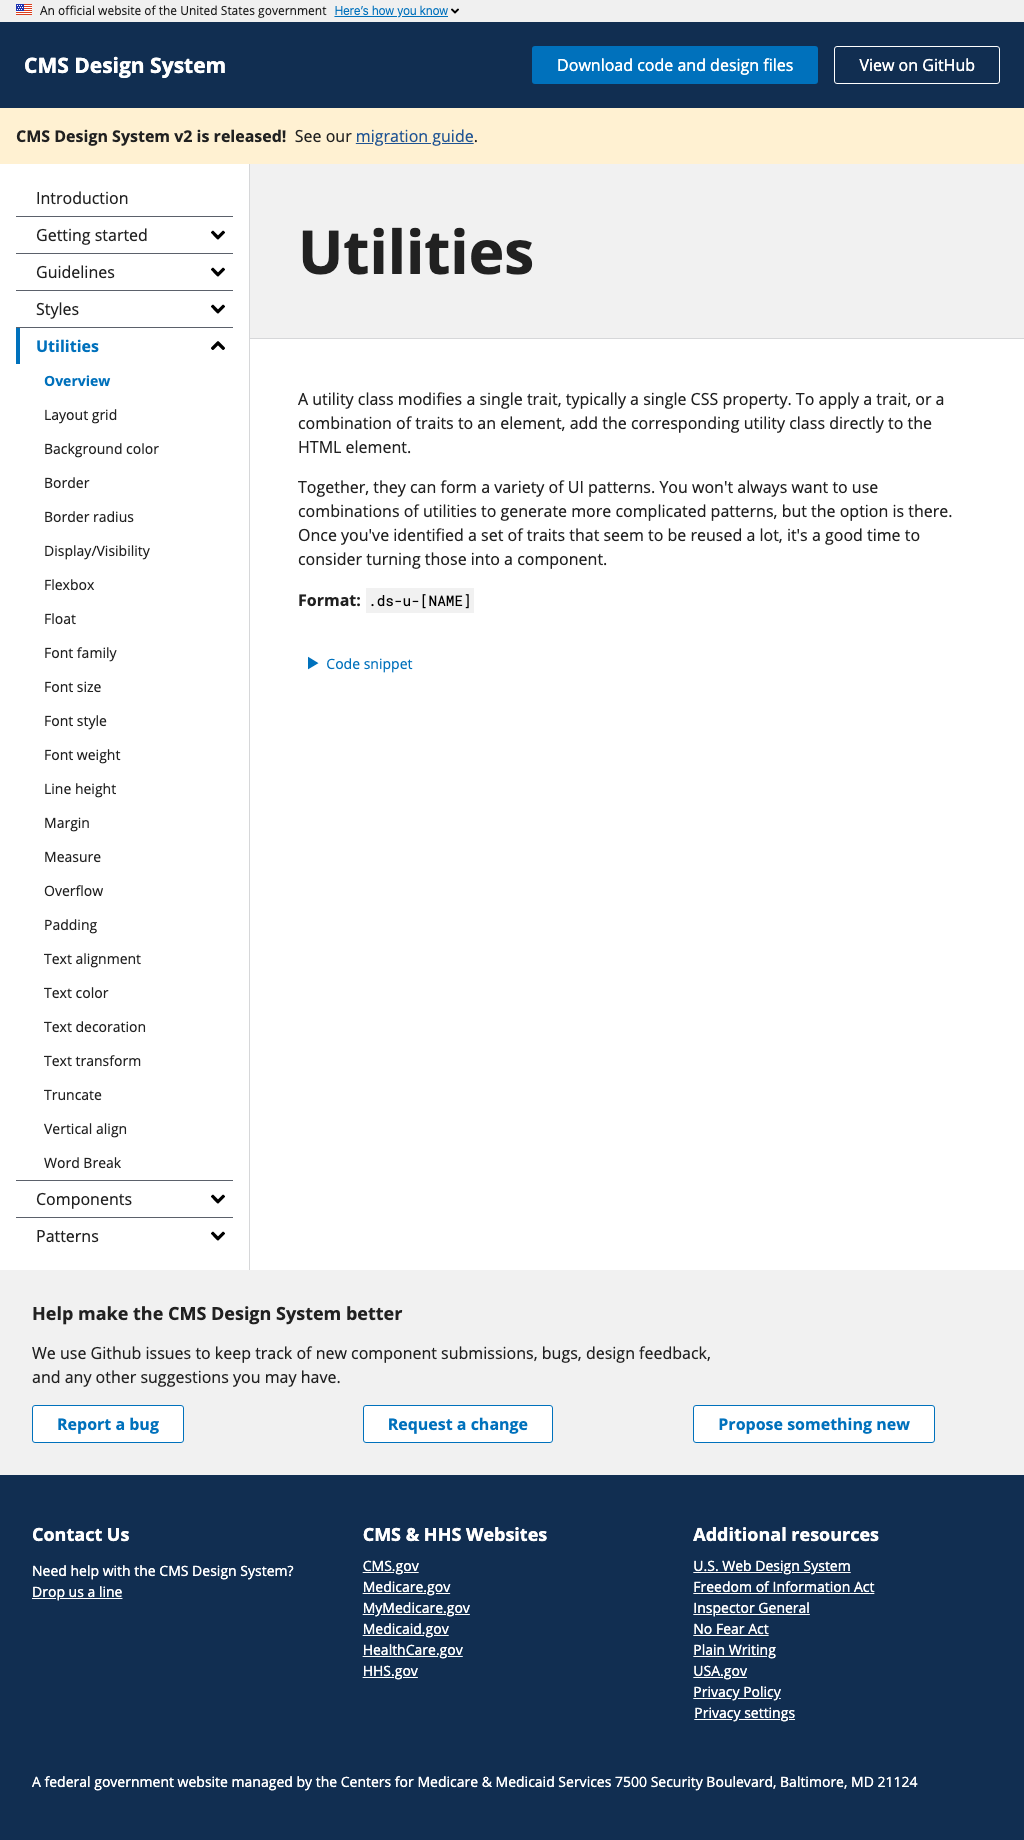 An official website of the United States government Here's how you know
CMS Design System
Download code and design files
View on GitHub
CMS Design System v2 is released! See our migration guide.
Introduction
Getting started
Guidelines
Styles
Utilities
Overview
Layout grid
Background color
Border
Border radius
Display/Visibility
Flexbox
Float
Font family
Font size
Font style
Font weight
Line height
Margin
Measure
Overflow
Padding
Text alignment
Text color
Text decoration
Text transform
Truncate
Vertical align
Word Break
Components
Patterns
Utilities
A utility class modifies a single trait, typically a single CSS property. To apply a trait, or a
combination of traits to an element, add the corresponding utility class directly to the
HTML element.
Together, they can form a variety of UI patterns. You won't always want to use
combinations of utilities to generate more complicated patterns, but the option is there.
Once you've identified a set of traits that seem to be reused a lot, it's a good time to
consider turning those into a component.
Format: .ds-u-[NAME]
Code snippet
Help make the CMS Design System better
We use Github issues to keep track of new component submissions, bugs, design feedback,
and any other suggestions you may have.
Report a bug
Request a change
Propose something new
Contact Us
Need help with the CMS Design System?
Drop us a line
CMS & HHS Websites
CMS.gov
Medicare.gov
MyMedicare.gov
Medicaid.gov
HealthCare.gov
HHS.gov
Additional resources
U.S. Web Design System
Freedom of Information Act
Inspector General
No Fear Act
Plain Writing
USA.gov
Privacy Policy
Privacy settings
A federal government website managed by the Centers for Medicare & Medicaid Services 7500 Security Boulevard, Baltimore, MD 21124